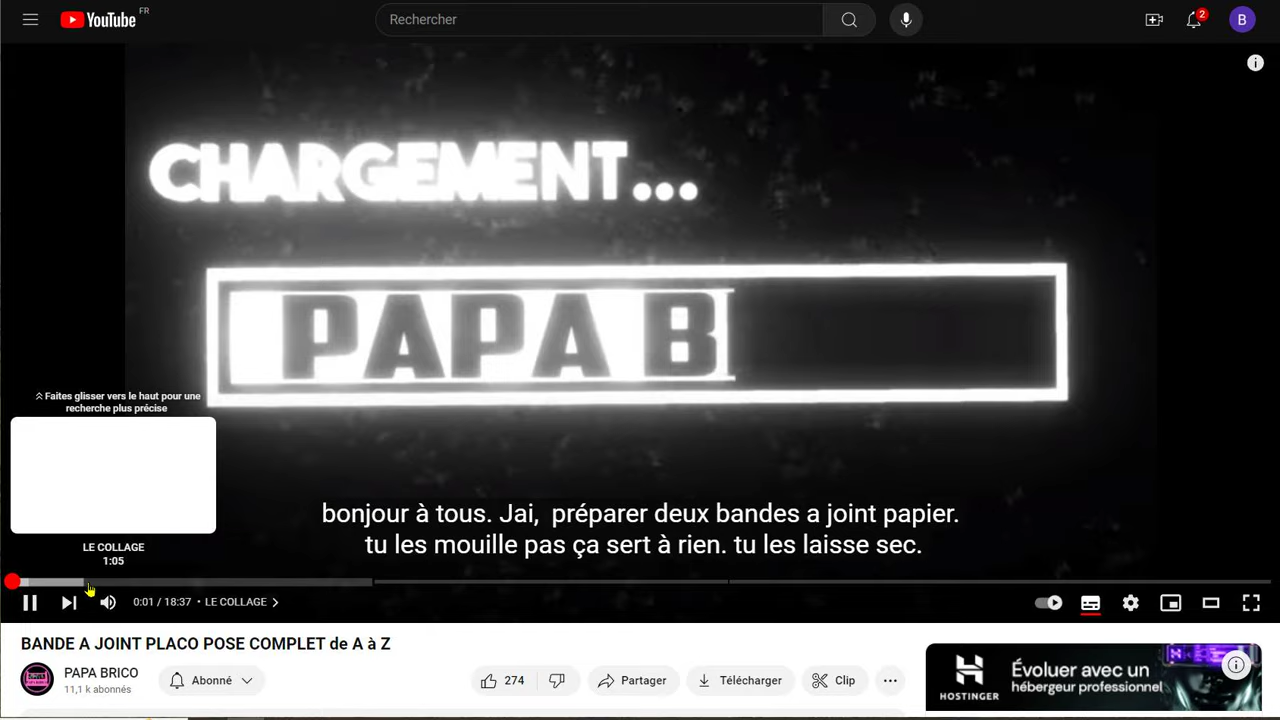 YouTube FR
Rechercher
2
B
CHARGEMENT...
PAPA B
Faites glisser vers le haut pour une
recherche plus précise
bonjour à tous. Jai, préparer deux bandes a joint papier.
tu les mouille pas ça sert à rien. tu les laisse sec.
LE COLLAGE
1:05
0:01 / 18:37 • LE COLLAGE
BANDE A JOINT PLACO POSE COMPLET de A à Z
PAPA BRICO
11,1 k abonnés
Abonné
274
Partager
Télécharger
Clip
HOSTINGER
Évoluer avec un
hébergeur professionnel